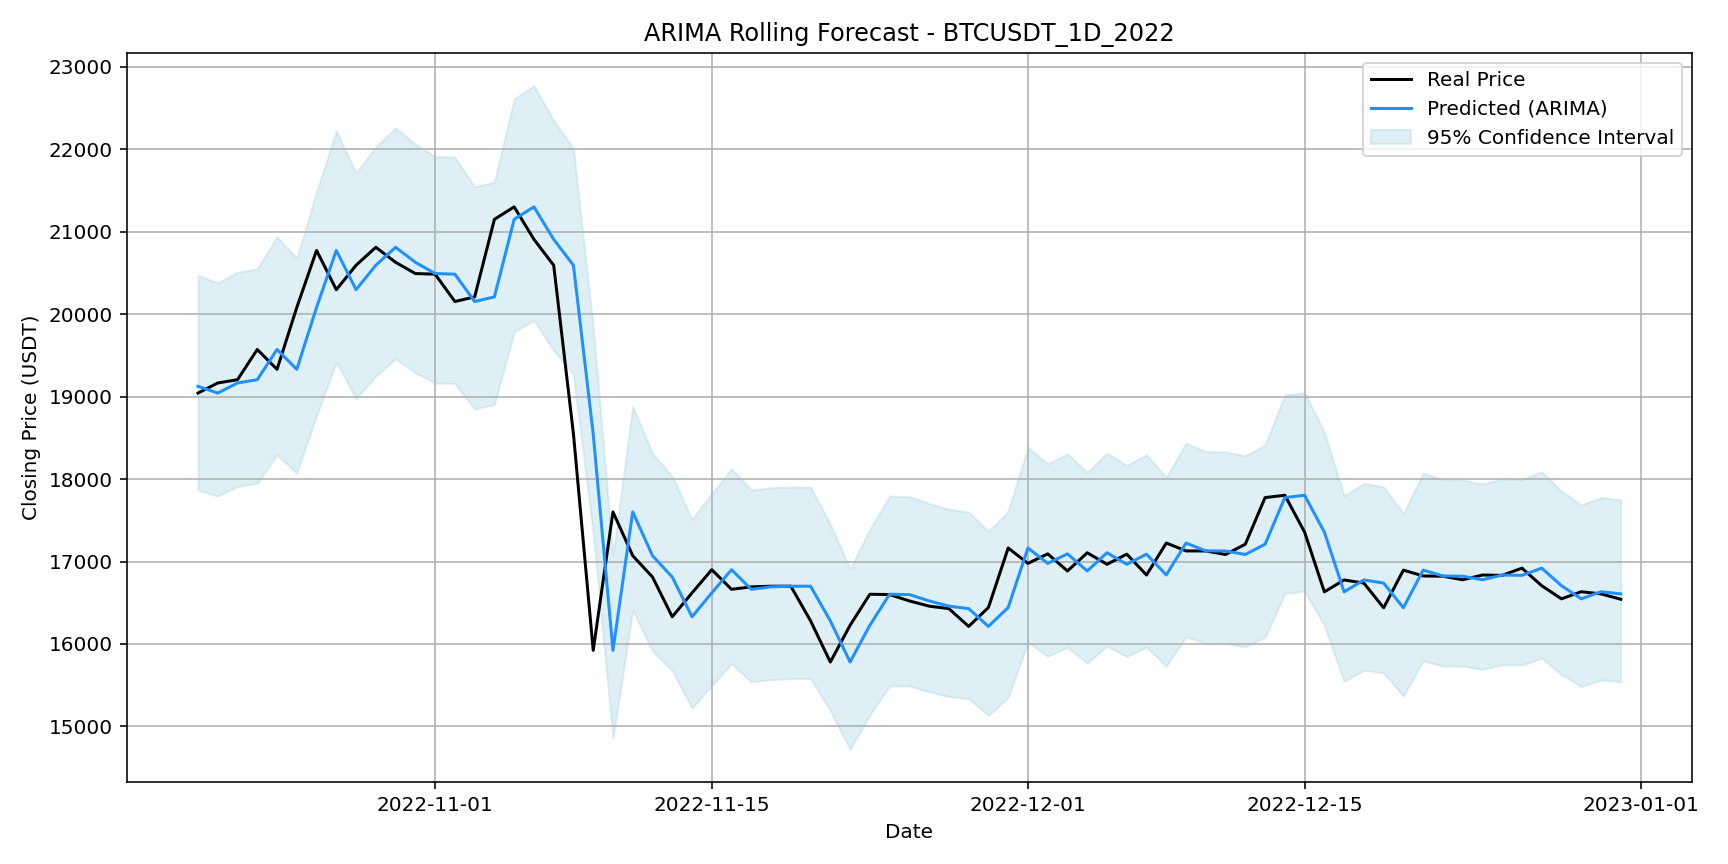 ARIMA Rolling Forecast - BTCUSDT_1D_2022
Real Price
Predicted (ARIMA)
95% Confidence Interval
Closing Price (USDT)
23000
22000
21000
20000
19000
18000
17000
16000
15000
2022-11-01
2022-11-15
2022-12-01
2022-12-15
2023-01-01
Date